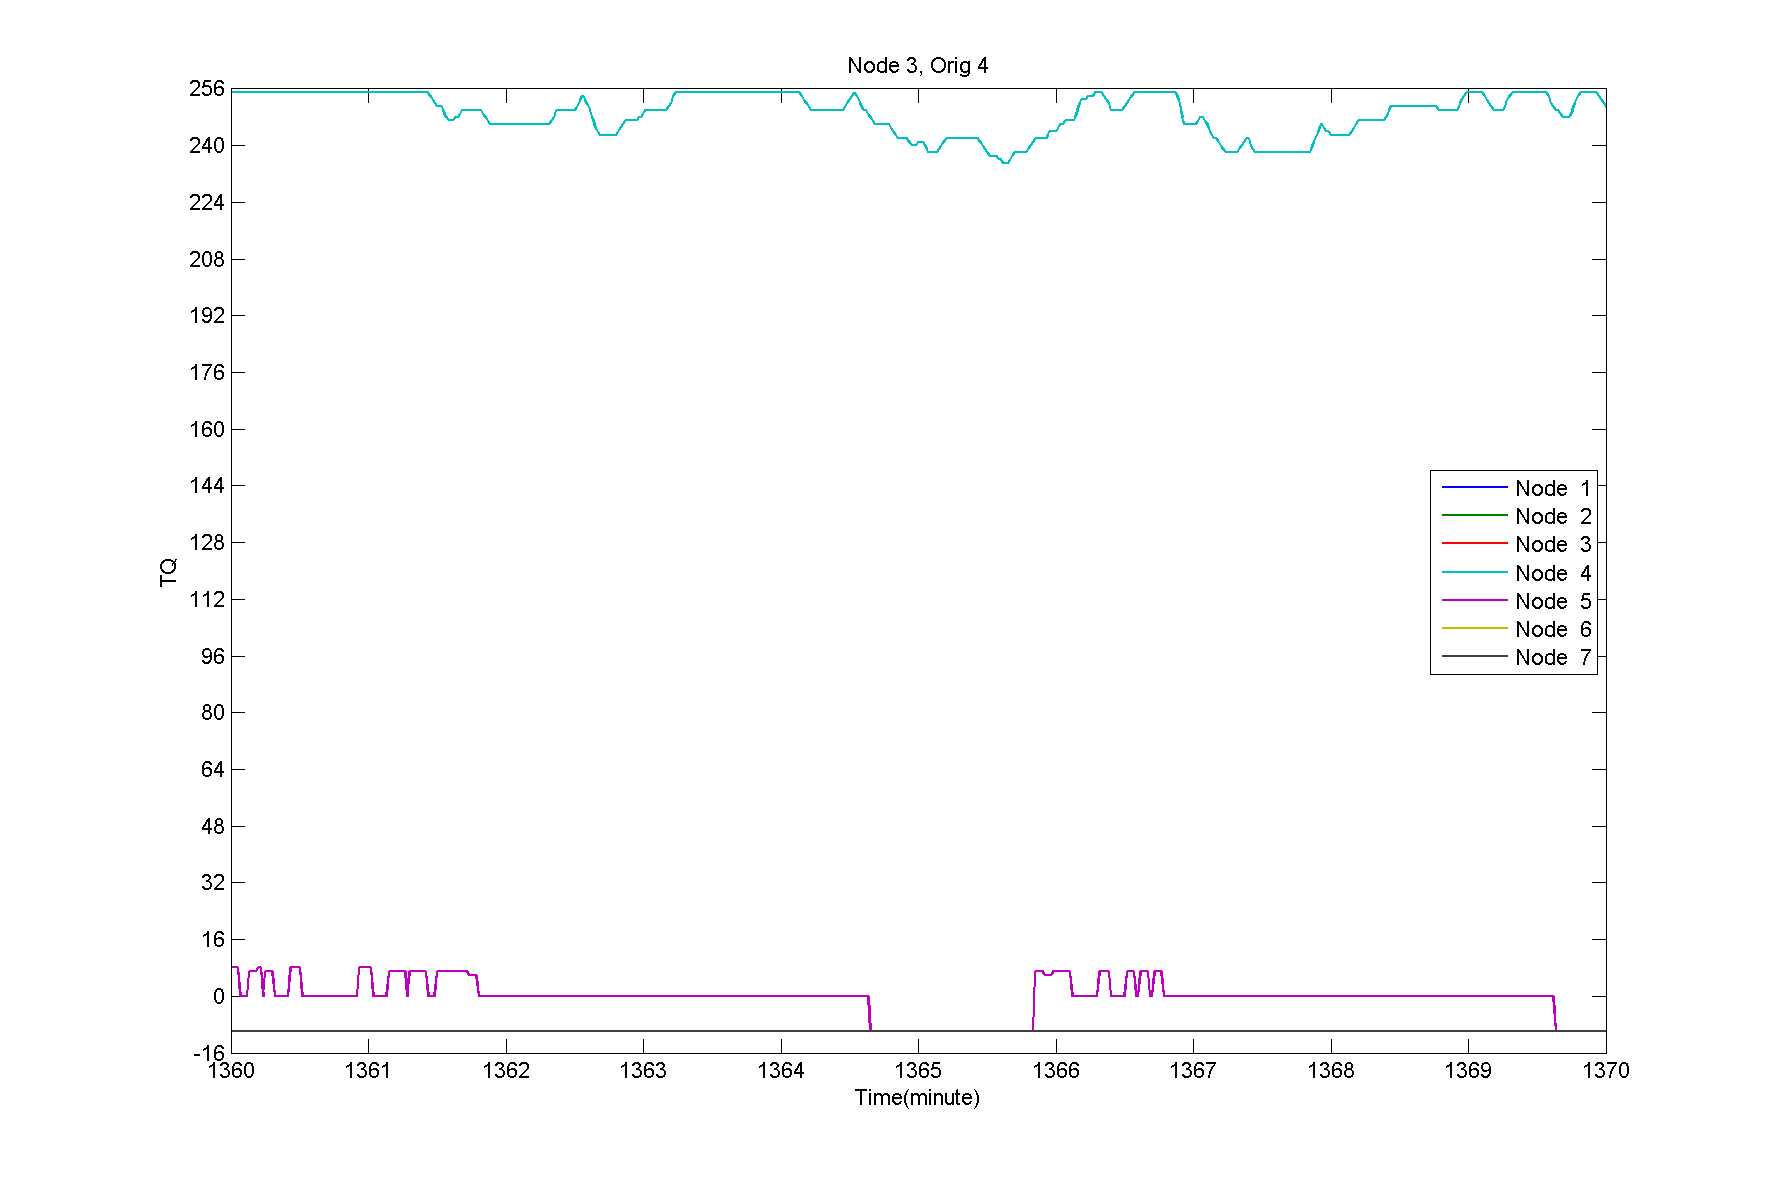 Node 3, Orig 4
256
240
224
208
192
176
160
144
128
112
96
80
64
48
32
16
0
-16
TQ
Node 1
Node 2
Node 3
Node 4
Node 5
Node 6
Node 7
1360 1361 1362 1363 1364 1365 1366 1367 1368 1369 1370
Time(minute)